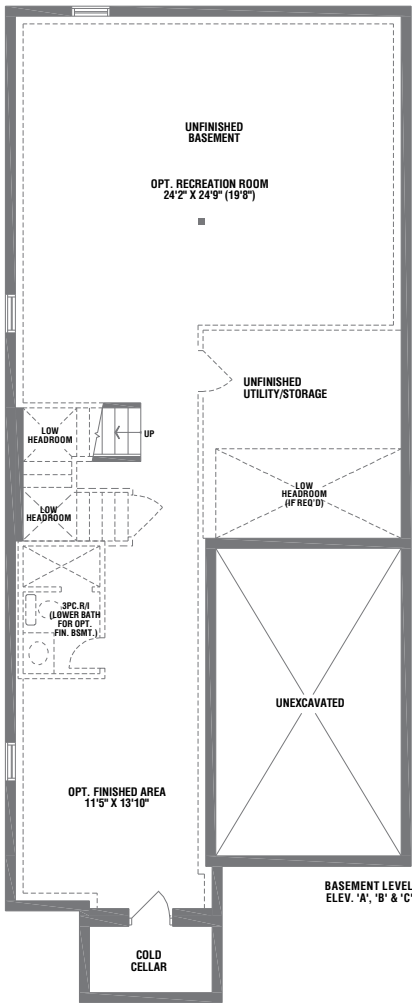 UNFINISHED
BASEMENT
OPT. RECREATION ROOM
24'2" X 24'9" (19'8")
UNFINISHED
UTILITY/STORAGE
LOW
HEADROOM
UP
LOW
HEADROOM
(IF REQ'D)
LOW
HEADROOM
3PC.R/I
(LOWER BATH
FOR OPT.
FIN. BSMT.)
UNEXCAVATED
OPT. FINISHED AREA
11'5" X 13'10"
BASEMENT LEVEL
ELEV. 'A', 'B' & 'C'
COLD
CELLAR